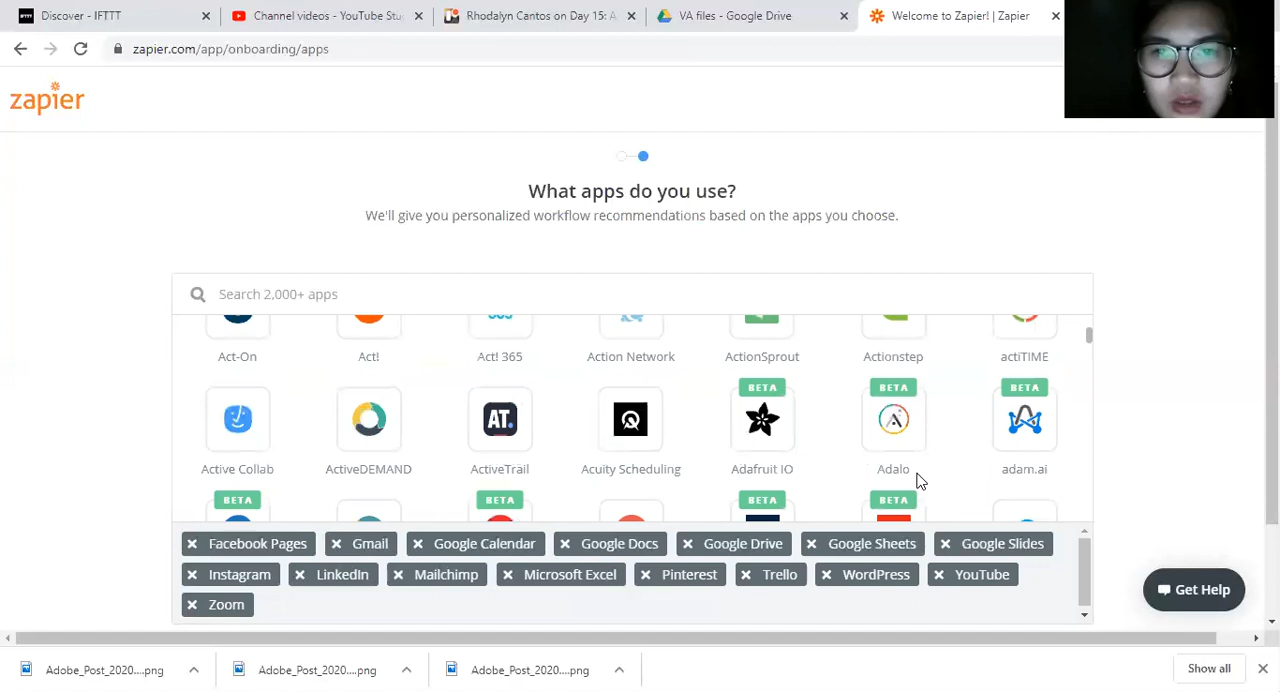 Discover - IFTTT
Channel videos - YouTube Stu
Rhodalyn Cantos on Day 15: A
VA files - Google Drive
Welcome to Zapier! | Zapier
zapier.com/app/onboarding/apps
zapier
What apps do you use?
We'll give you personalized workflow recommendations based on the apps you choose.
Search 2,000+ apps
Act-On Act! Act! 365 Action Network ActionSprout Actionstep actiTIME
BETA BETA BETA
AT.
Active Collab ActiveDEMAND ActiveTrail Acuity Scheduling Adafruit IO Adalo adam.ai
BETA BETA BETA BETA
Facebook Pages Gmail Google Calendar Google Docs Google Drive Google Sheets Google Slides
Instagram LinkedIn Mailchimp Microsoft Excel Pinterest Trello WordPress YouTube
Zoom
Get Help
Adobe_Post_2020....png Adobe_Post_2020....png Adobe_Post_2020....png Show all